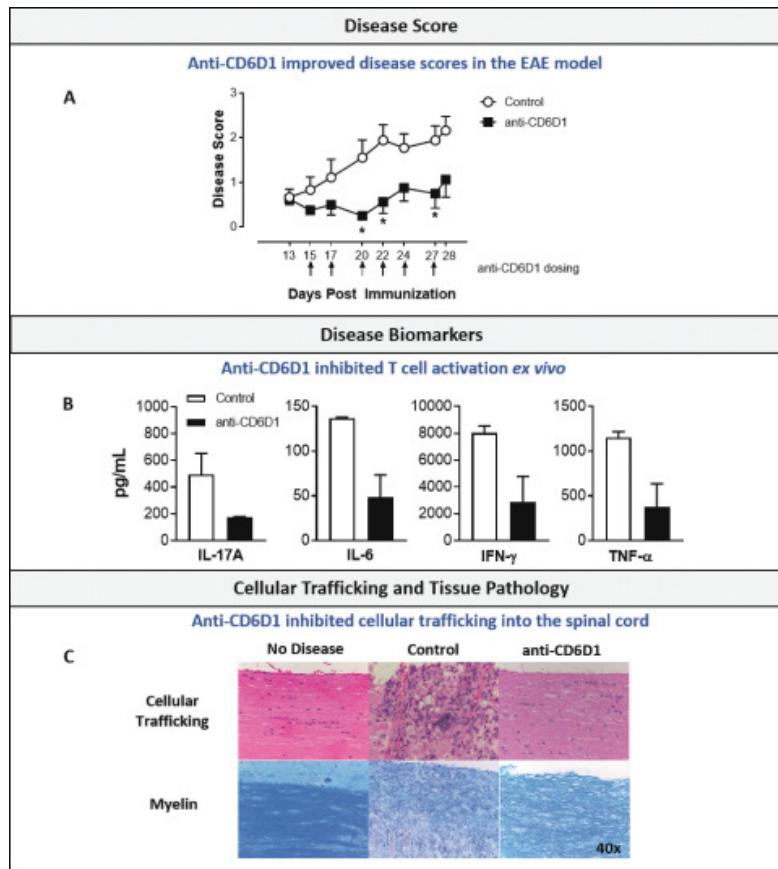 Disease Score
Anti-CD6D1 improved disease scores in the EAE model
A
Disease Score
3
2
1
0
Control
anti-CD6D1
* * *
13 15 17 20 22 24 27 28
anti-CD6D1 dosing
Days Post Immunization
Disease Biomarkers
Anti-CD6D1 inhibited T cell activation ex vivo
B
Control
anti-CD6D1
pg/mL
1000
800
600
400
200
0
IL-17A
150
100
50
0
IL-6
10000
8000
6000
4000
2000
0
IFN-γ
1500
1000
500
0
TNF-α
Cellular Trafficking and Tissue Pathology
Anti-CD6D1 inhibited cellular trafficking into the spinal cord
C
No Disease Control anti-CD6D1
Cellular
Trafficking
Myelin
40x